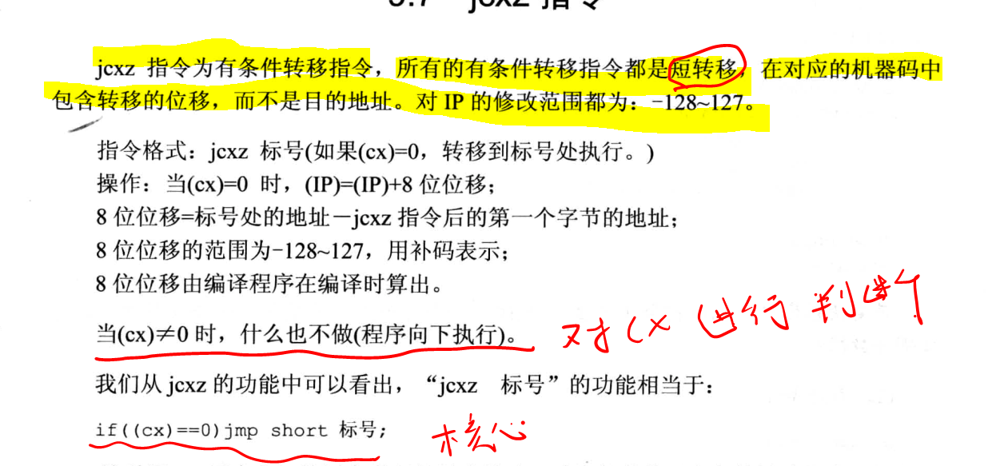 jcxz 指令
jcxz 指令为有条件转移指令，所有的有条件转移指令都是短转移，在对应的机器码中
包含转移的位移，而不是目的地址。对 IP 的修改范围都为：-128~127。
指令格式：jcxz 标号(如果(cx)=0，转移到标号处执行。)
操作：当(cx)=0 时，(IP)=(IP)+8 位位移；
8 位位移=标号处的地址－jcxz 指令后的第一个字节的地址；
8 位位移的范围为-128~127，用补码表示；
8 位位移由编译程序在编译时算出。
当(cx)≠0 时，什么也不做(程序向下执行)。
对 cx 进行判断
我们从 jcxz 的功能中可以看出，“jcxz 标号”的功能相当于：
if((cx)==0)jmp short 标号;
核心